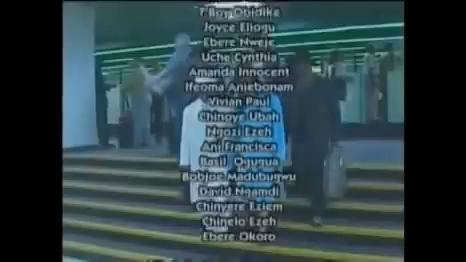 T Boy Obidike
Joyce Eliogu
Ebere Nweje
Uche Cynthia
Amanda Innocent
Ifeoma Aniebonam
Vivian Paul
Chinoye Ubah
Ngozi Ezeh
Ani Francisca
Basil Ogugua
Bobjoe Madubugwu
David Ngamdi
Chinyere Eziem
Chinelo Ezeh
Ebere Okoro